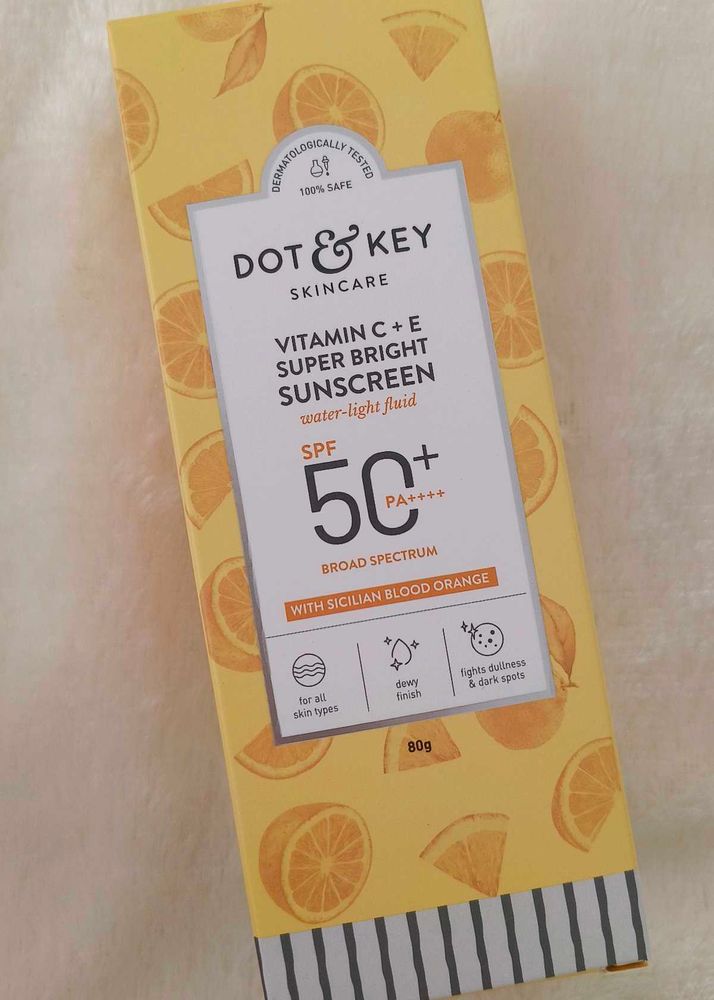 DERMATOLOGICALLY TESTED
100% SAFE
DOT & KEY
SKINCARE
VITAMIN C + E
SUPER BRIGHT
SUNSCREEN
water-light fluid
SPF
50+
PA++++
BROAD SPECTRUM
WITH SICILIAN BLOOD ORANGE
for all
skin types
dewy
finish
fights dullness
& dark spots
80g